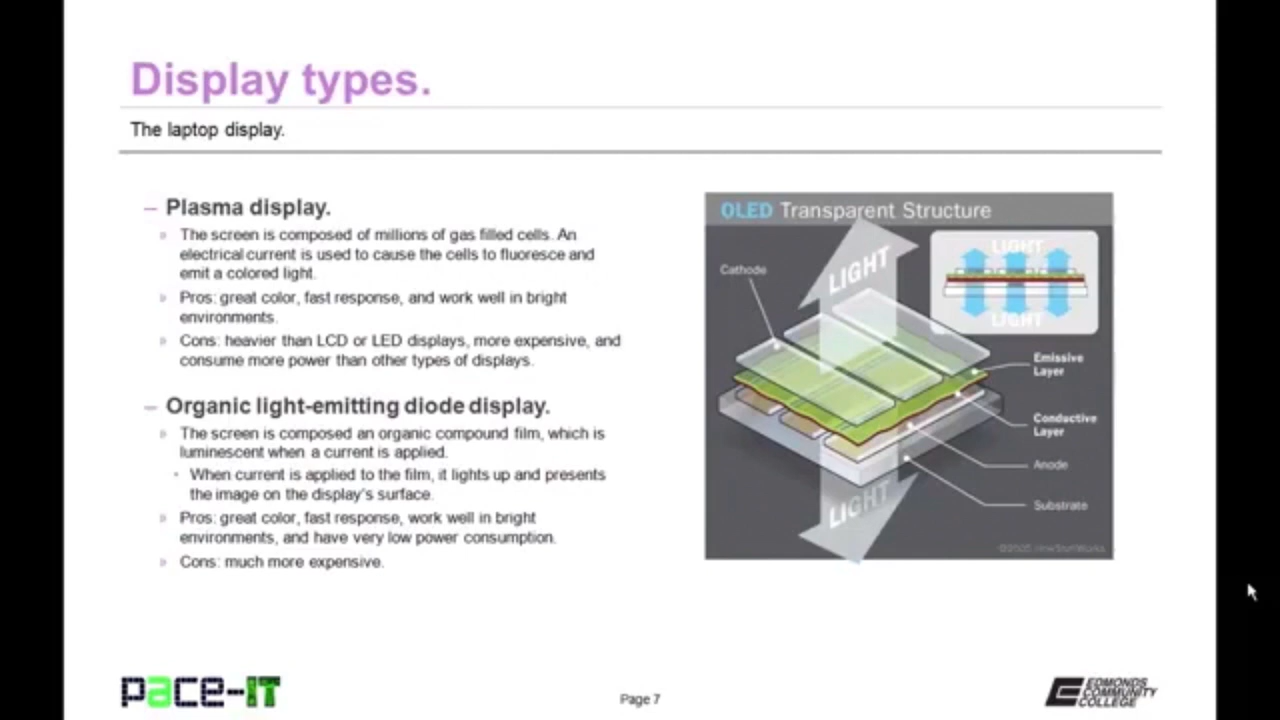 Display types.
The laptop display.
– Plasma display.
» The screen is composed of millions of gas filled cells. An
electrical current is used to cause the cells to fluoresce and
emit a colored light.
» Pros: great color, fast response, and work well in bright
environments.
» Cons: heavier than LCD or LED displays, more expensive, and
consume more power than other types of displays.
– Organic light-emitting diode display.
» The screen is composed an organic compound film, which is
luminescent when a current is applied.
• When current is applied to the film, it lights up and presents
the image on the display's surface.
» Pros: great color, fast response, work well in bright
environments, and have very low power consumption.
» Cons: much more expensive.
OLED Transparent Structure
LIGHT
Cathode
LIGHT
LIGHT
Emissive
Layer
Conductive
Layer
Anode
Substrate
LIGHT
©2005 HowStuffWorks
pace-IT
Page 7
EDMONDS
COMMUNITY
COLLEGE